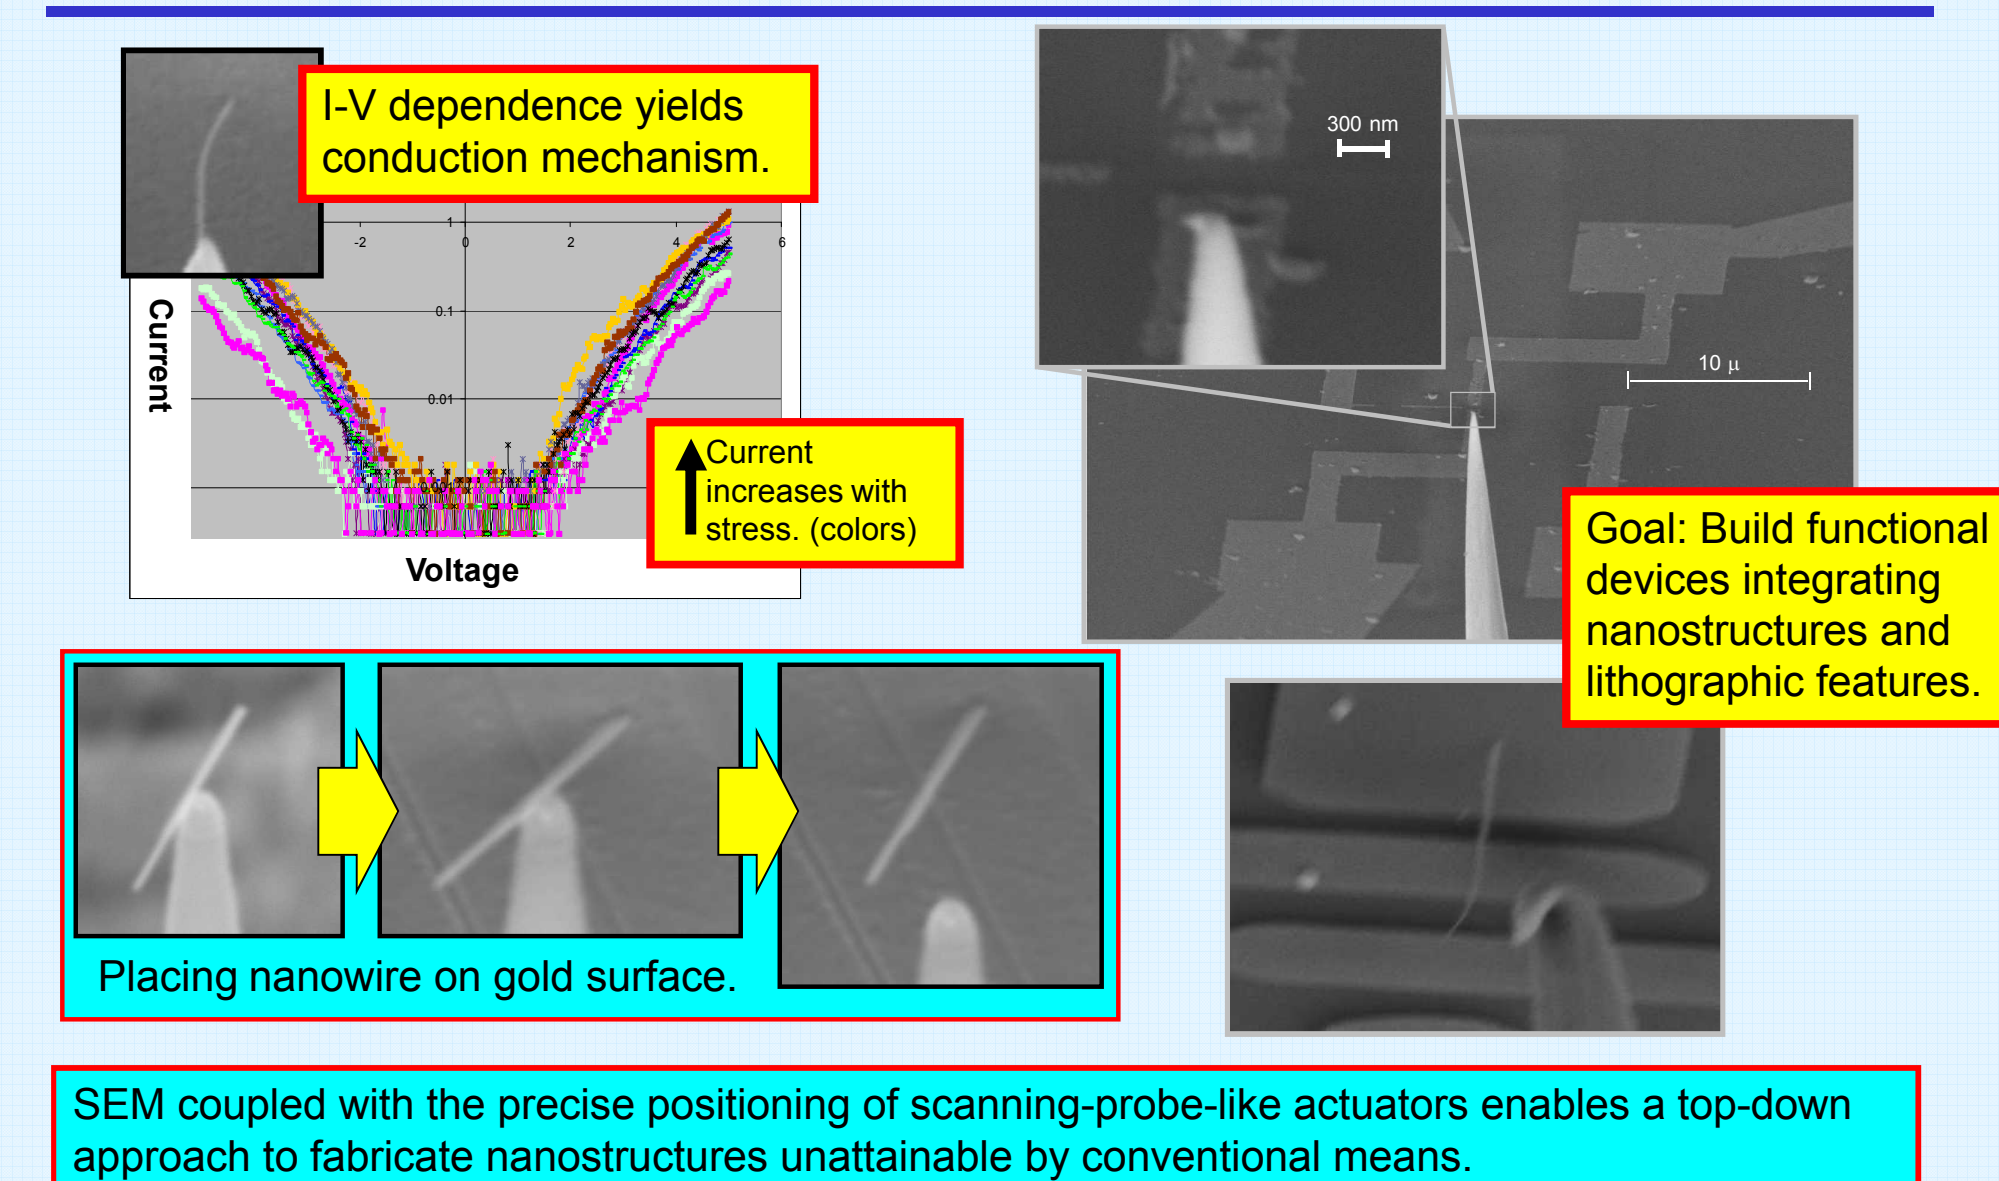 I-V dependence yields
conduction mechanism.
1
-2
0
2
4
6
0.1
0.01
0.001
Current
Voltage
Current
increases with
stress. (colors)
300 nm
10 μ
Goal: Build functional
devices integrating
nanostructures and
lithographic features.
Placing nanowire on gold surface.
SEM coupled with the precise positioning of scanning-probe-like actuators enables a top-down
approach to fabricate nanostructures unattainable by conventional means.